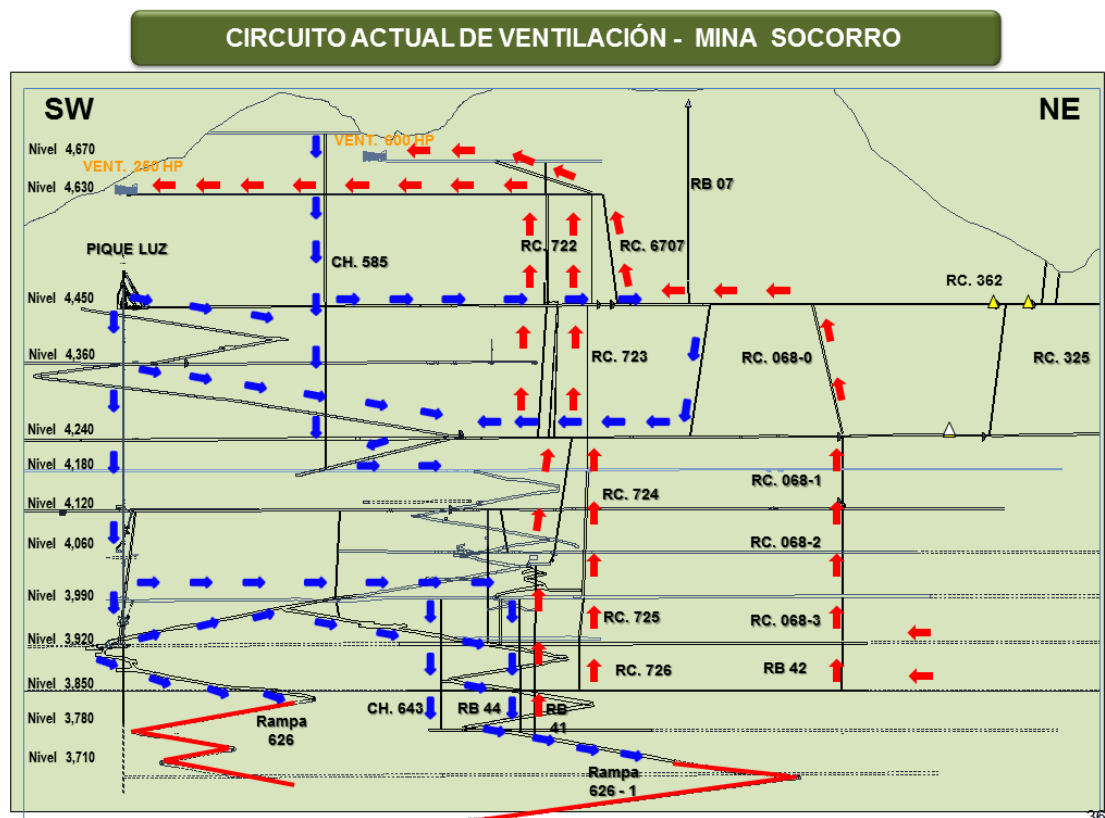 CIRCUITO ACTUAL DE VENTILACIÓN - MINA SOCORRO
SW
NE
Nivel 4,670
VENT. 600 HP
VENT. 250 HP
Nivel 4,630
RB 07
PIQUE LUZ
RC. 722
RC. 6707
CH. 585
RC. 362
Nivel 4,450
Nivel 4,360
RC. 723
RC. 068-0
RC. 325
Nivel 4,240
Nivel 4,180
RC. 068-1
RC. 724
Nivel 4,120
Nivel 4,060
RC. 068-2
Nivel 3,990
RC. 725
RC. 068-3
Nivel 3,920
RC. 726
RB 42
Nivel 3,850
CH. 643
RB 44
RB
41
Nivel 3,780
Rampa
626
Nivel 3,710
Rampa
626 - 1
36